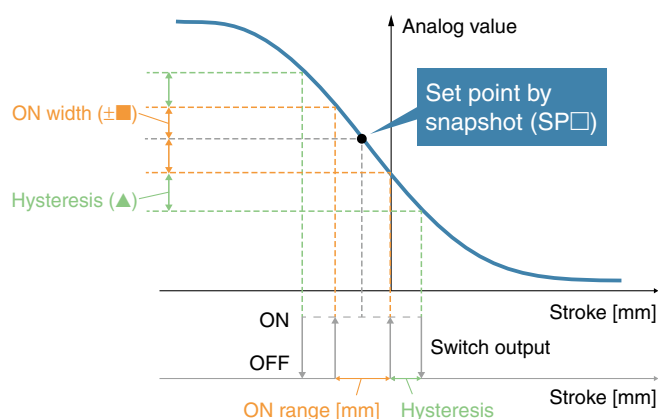 Analog value
ON width (±■)
Set point by
snapshot (SP□)
Hysteresis (▲)
Stroke [mm]
ON
OFF
Switch output
Stroke [mm]
ON range [mm]
Hysteresis